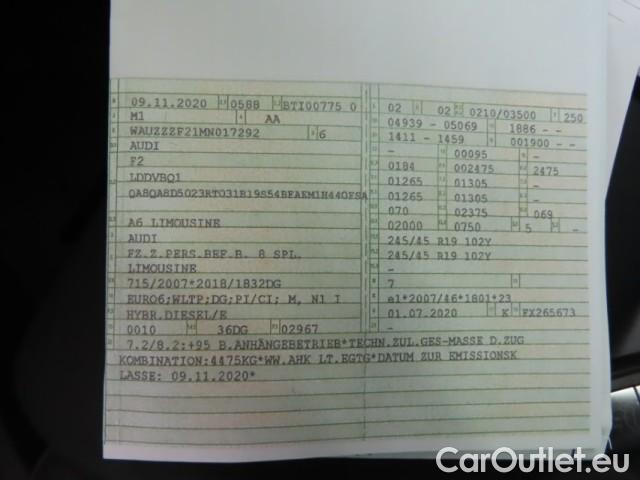 09.11.2020 0588 BTI00775 0
M1 AA
WAUZZZF21MN017292 6
AUDI
F2
LDDVBQ1
QA8QA8D5023RTO31B19S54BFAEM1H44OFSA
A6 LIMOUSINE
AUDI
FZ.Z.PERS.BEF.B. 8 SPL.
LIMOUSINE
715/2007*2018/1832DG
EURO6;WLTP;DG;PI/CI; M, N1 I
HYBR.DIESEL/E
0010 36DG 02967
02 02 0210/03500 250
04939 - 05069 1886 - -
1411 - 1459 001900 - -
- 00095 -
0184 002475 2475
01265 01305 -
01265 01305 -
070 02375 069
02000 0750 5 -
245/45 R19 102Y
245/45 R19 102Y
-
7
e1*2007/46*1801*23
01.07.2020 K FX265673
-
7.2/8.2:+95 B.ANHÄNGEBETRIEB*TECHN.ZUL.GES-MASSE D.ZUG
KOMBINATION:4475KG*WW.AHK LT.EGTG*DATUM ZUR EMISSIONSK
LASSE: 09.11.2020*
CarOutlet.eu